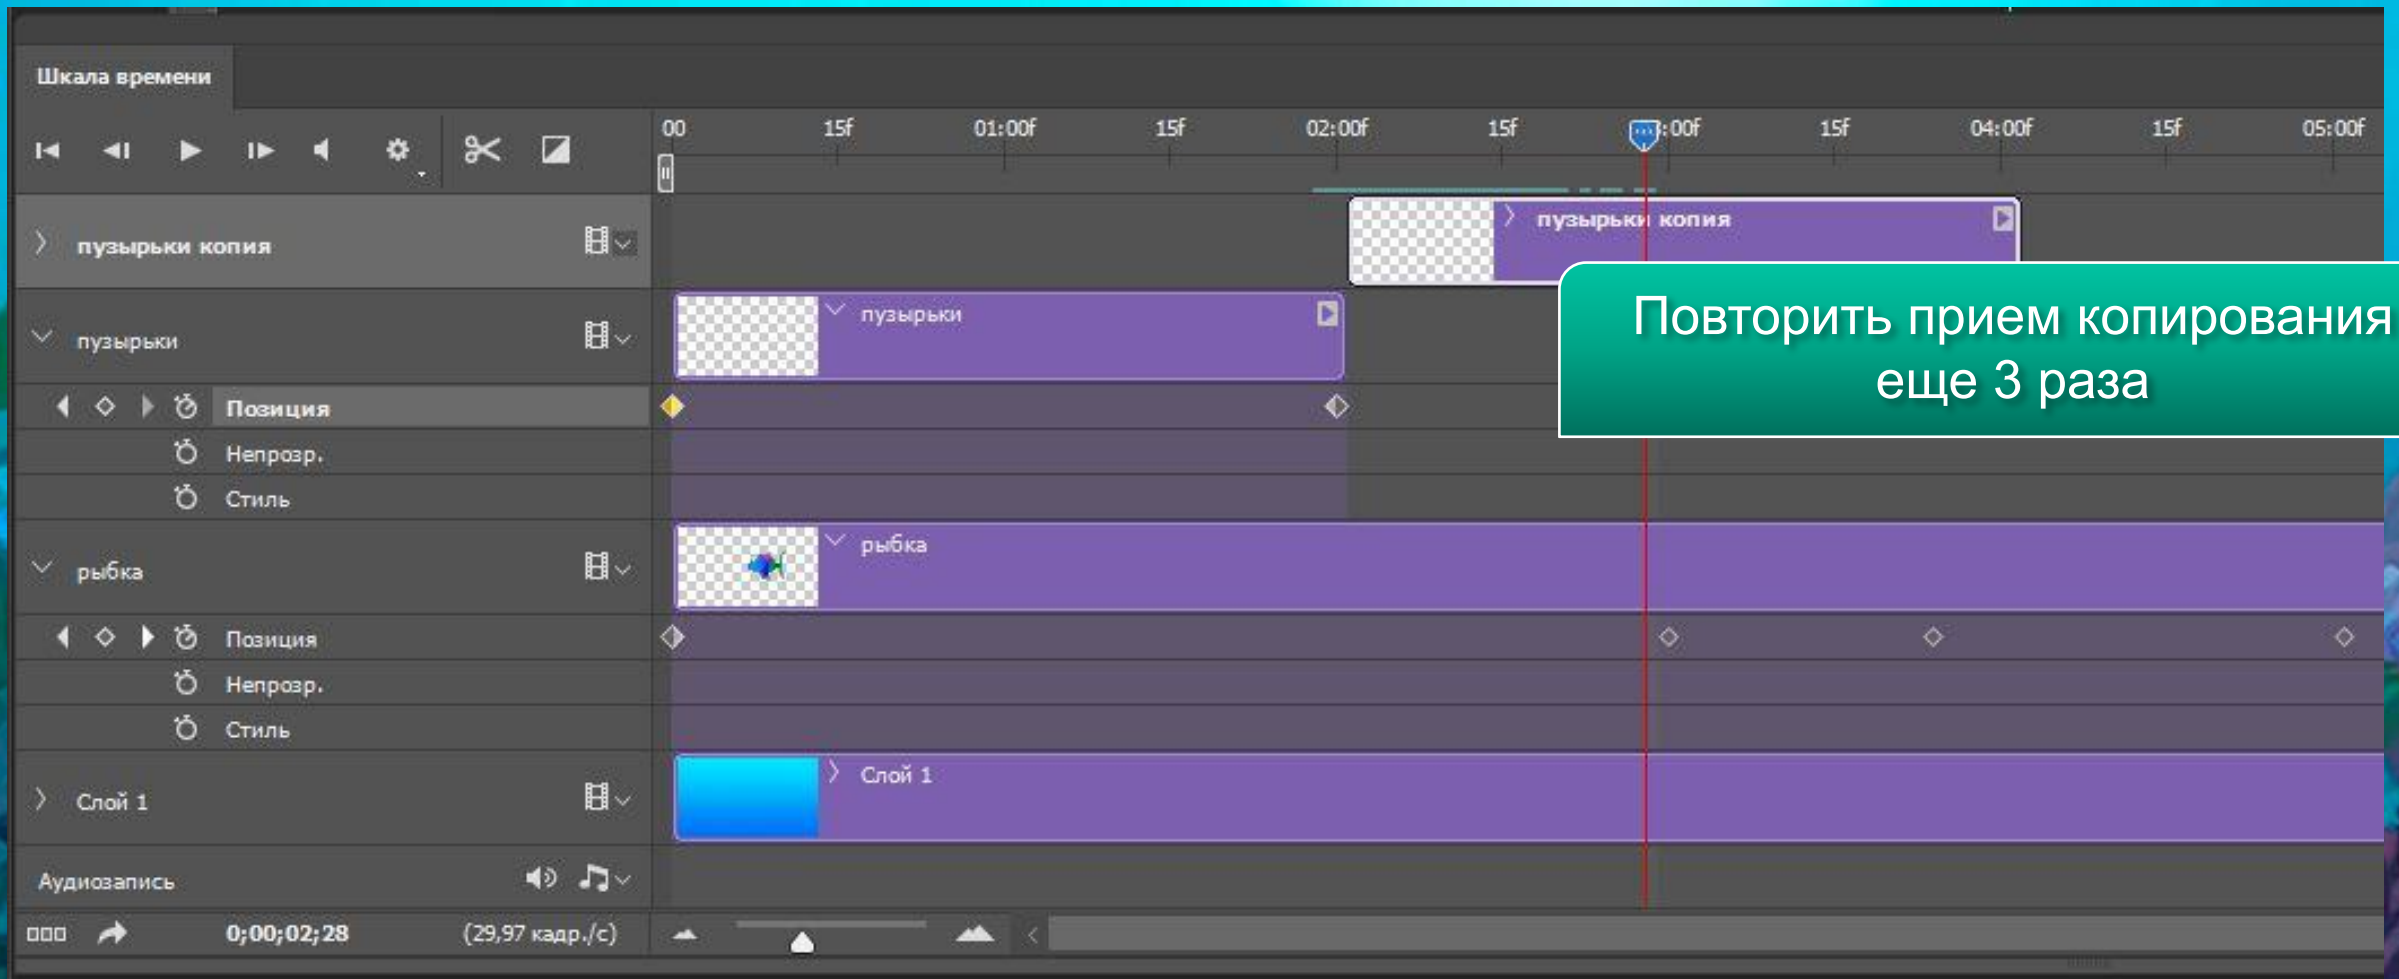 Шкала времени
00 15f 01:00f 15f 02:00f 15f :00f 15f 04:00f 15f 05:00f
пузырьки копия
пузырьки копия
пузырьки
пузырьки
Повторить прием копирования
еще 3 раза
Позиция
Непрозр.
Стиль
рыбка
рыбка
Позиция
Непрозр.
Стиль
Слой 1
Слой 1
Аудиозапись
0;00;02;28 (29,97 кадр./с)